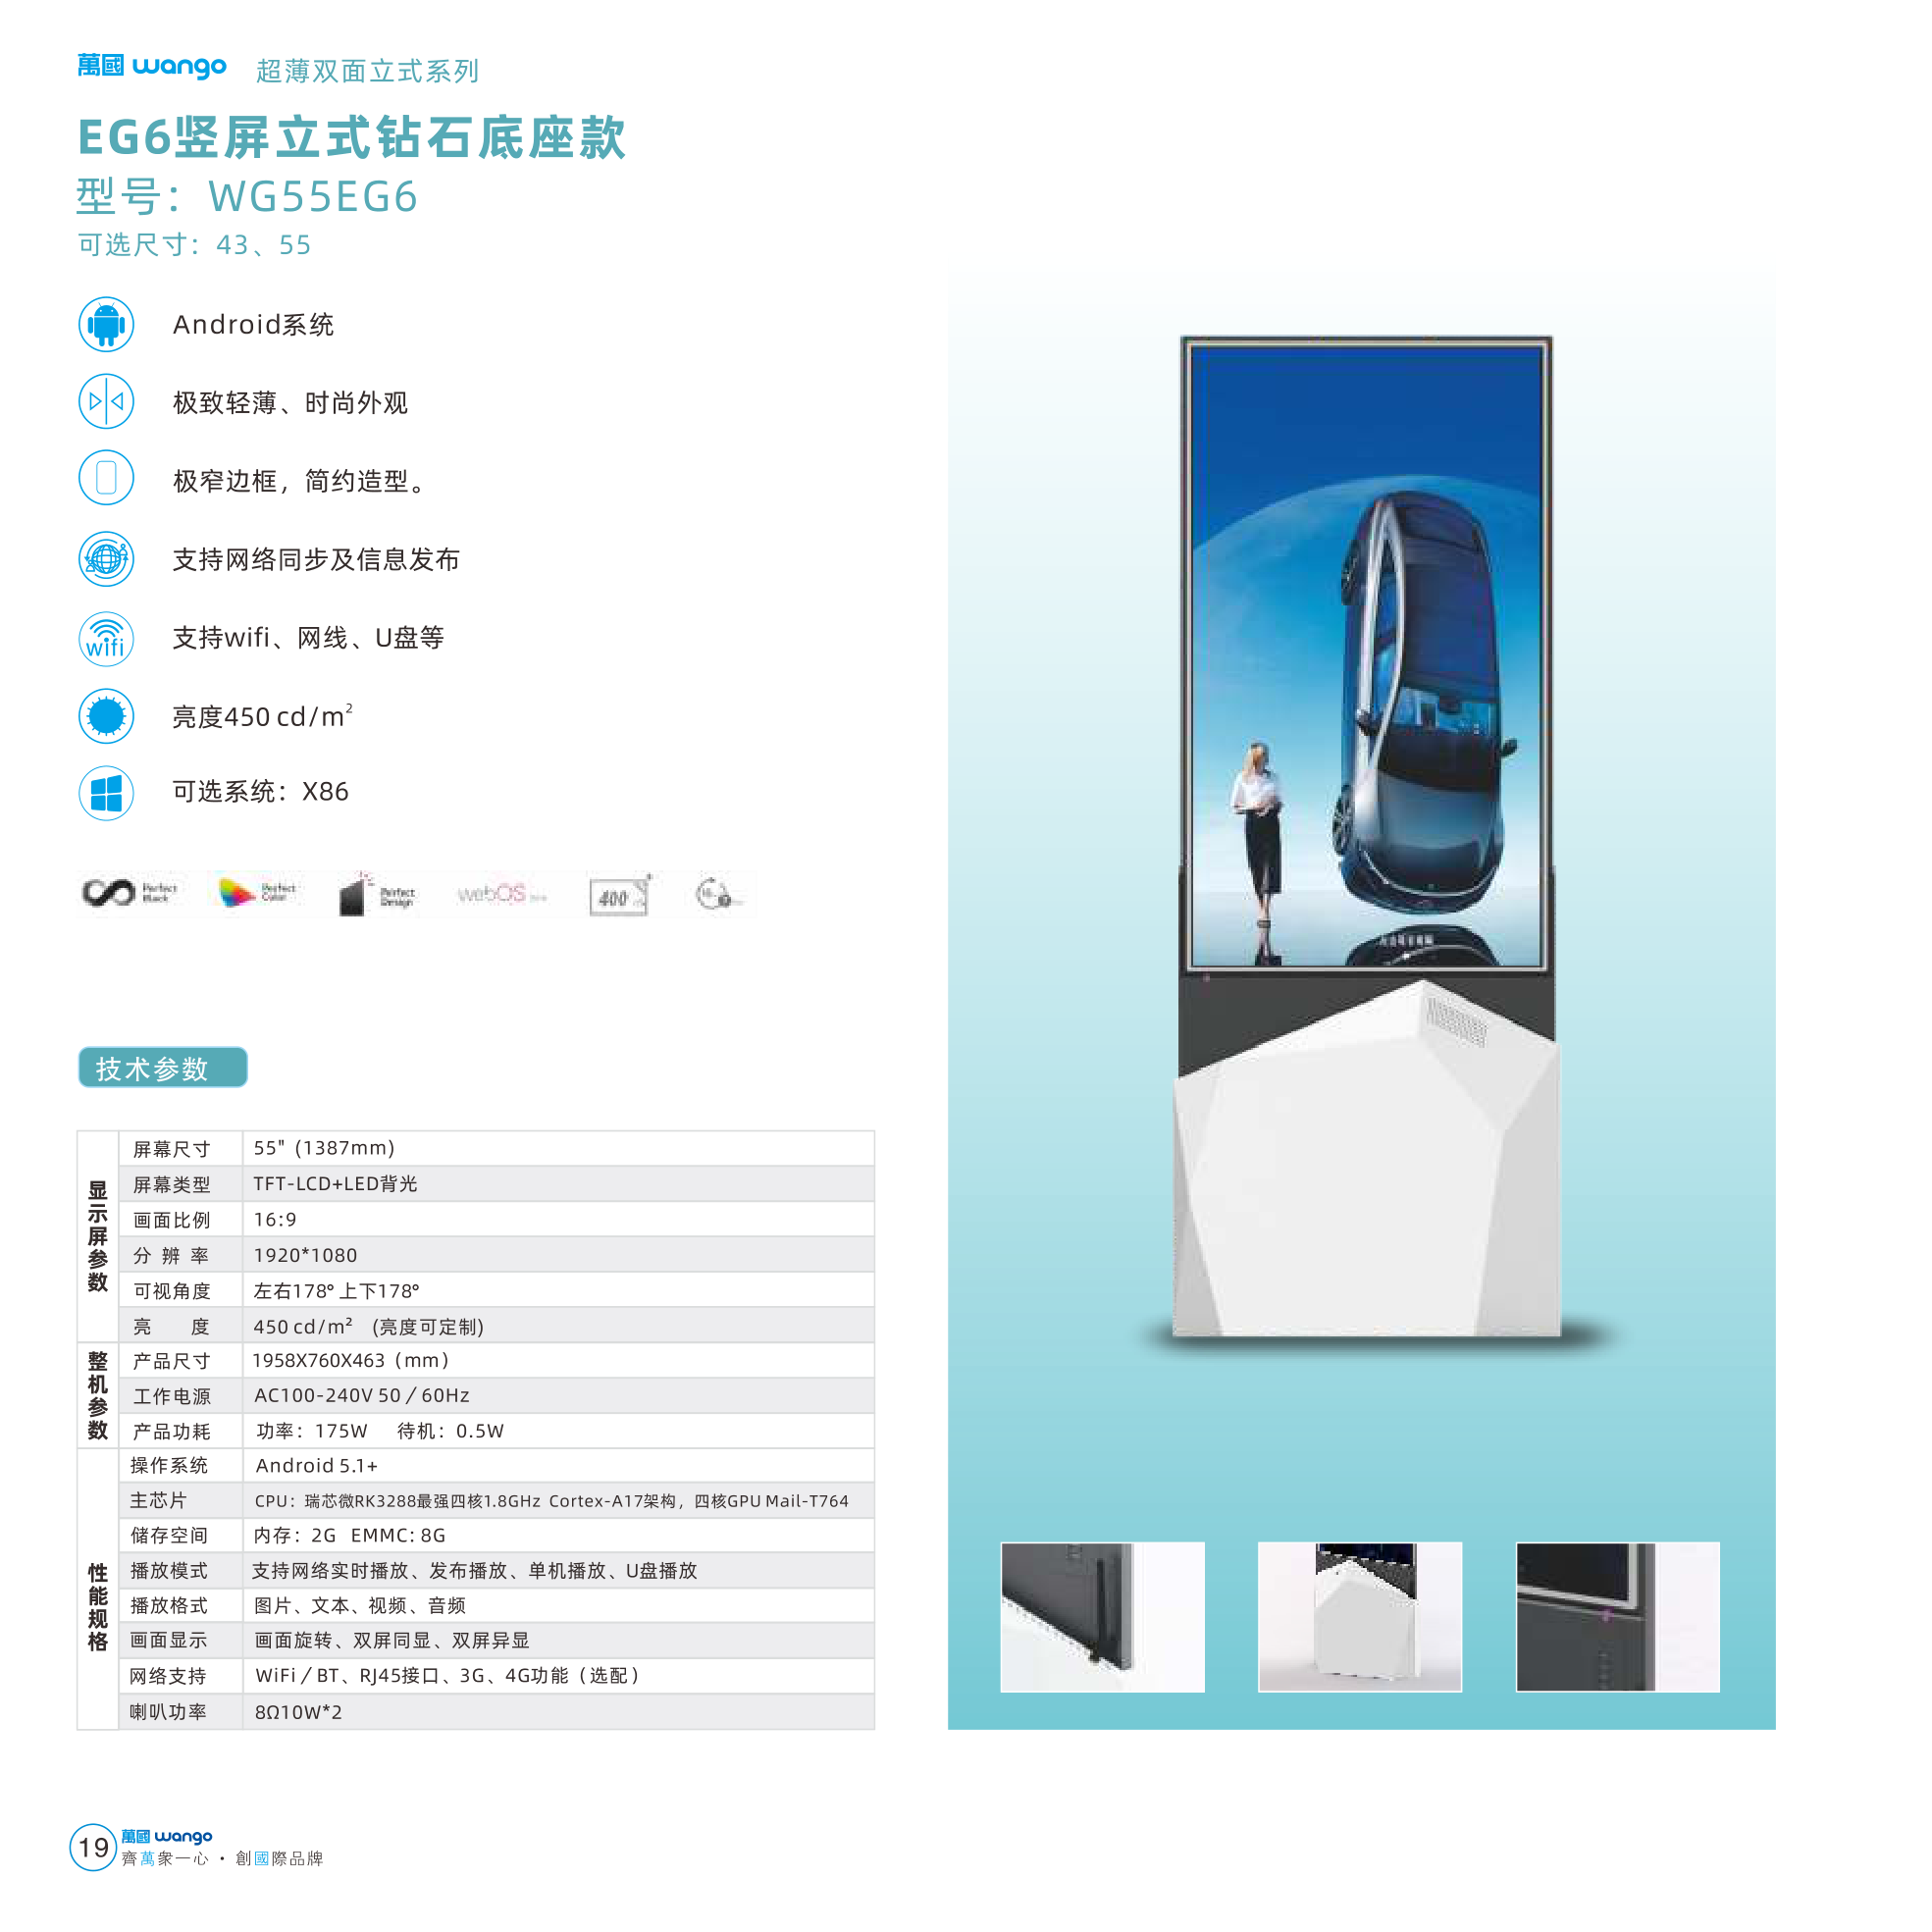 萬國 wango 超薄双面立式系列
EG6竖屏立式钻石底座款
型号：WG55EG6
可选尺寸：43、55
Android系统
极致轻薄、时尚外观
极窄边框，简约造型。
支持网络同步及信息发布
wifi 支持wifi、网线、U盘等
亮度450 cd/m²
可选系统：X86
Perfect Black
Perfect Color
Perfect Design
webOS
400
技术参数
显示屏参数
屏幕尺寸 55" (1387mm)
屏幕类型 TFT-LCD+LED背光
画面比例 16:9
分 辨 率 1920*1080
可视角度 左右178° 上下178°
亮 度 450 cd/m² (亮度可定制)
整机参数
产品尺寸 1958X760X463（mm）
工作电源 AC100-240V 50／60Hz
产品功耗 功率：175W 待机：0.5W
性能规格
操作系统 Android 5.1+
主芯片 CPU：瑞芯微RK3288最强四核1.8GHz Cortex-A17架构，四核GPU Mail-T764
储存空间 内存：2G EMMC: 8G
播放模式 支持网络实时播放、发布播放、单机播放、U盘播放
播放格式 图片、文本、视频、音频
画面显示 画面旋转、双屏同显、双屏异显
网络支持 WiFi／BT、RJ45接口、3G、4G功能（选配）
喇叭功率 8Ω10W*2
19 萬國 wango
齊萬衆一心 · 創國際品牌